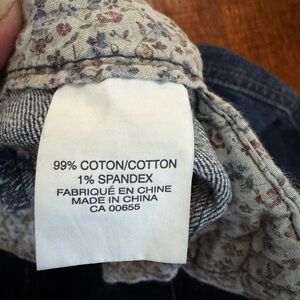 99% COTON/COTTON
1% SPANDEX
FABRIQUÉ EN CHINE
MADE IN CHINA
CA 00655